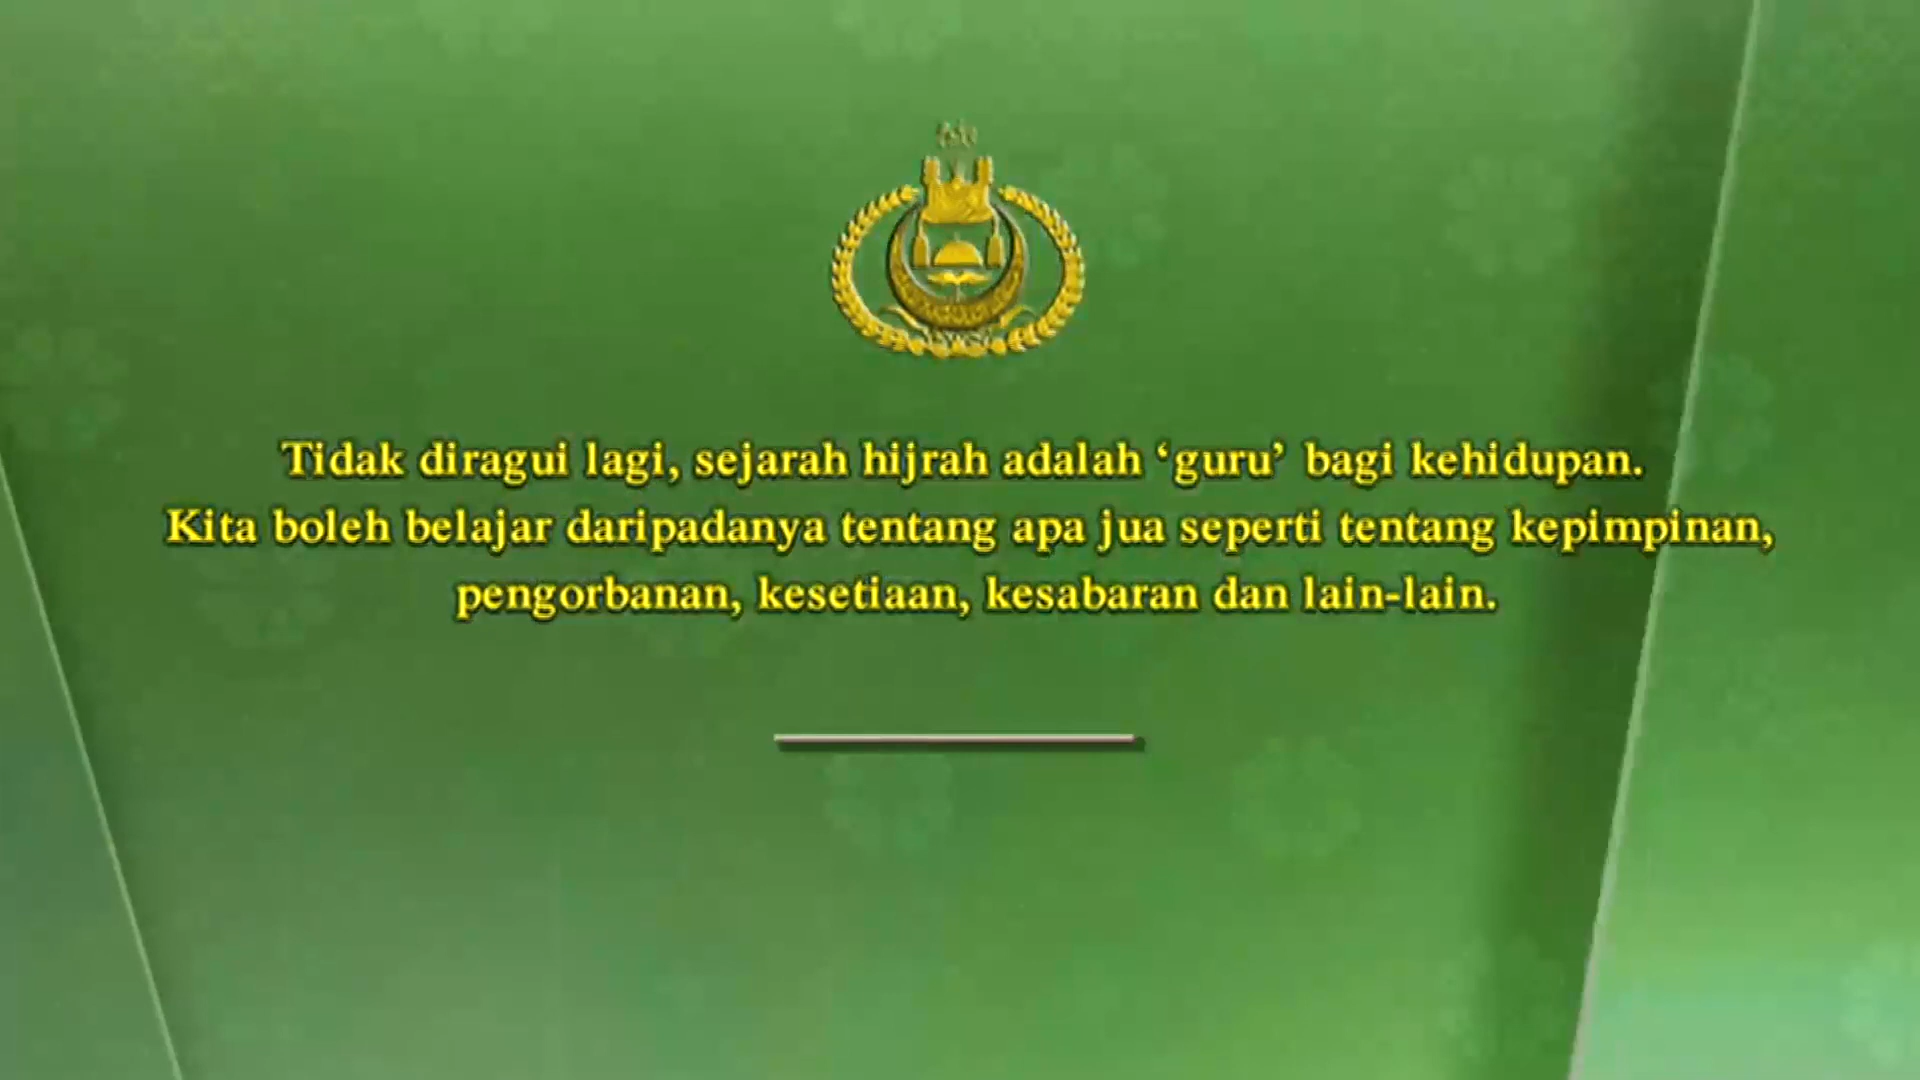 Tidak diragui lagi, sejarah hijrah adalah ‘guru’ bagi kehidupan.
Kita boleh belajar daripadanya tentang apa jua seperti tentang kepimpinan,
pengorbanan, kesetiaan, kesabaran dan lain-lain.